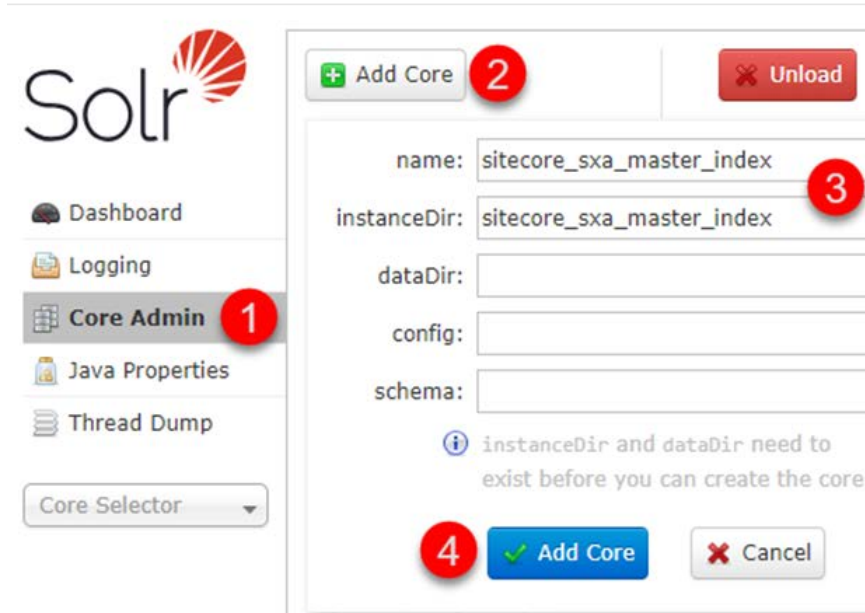 Solr
Dashboard
Logging
Core Admin 1
Java Properties
Thread Dump
Core Selector
Add Core 2
Unload
name: sitecore_sxa_master_index
3
instanceDir: sitecore_sxa_master_index
dataDir:
config:
schema:
instanceDir and dataDir need to
exist before you can create the core
4 Add Core
Cancel